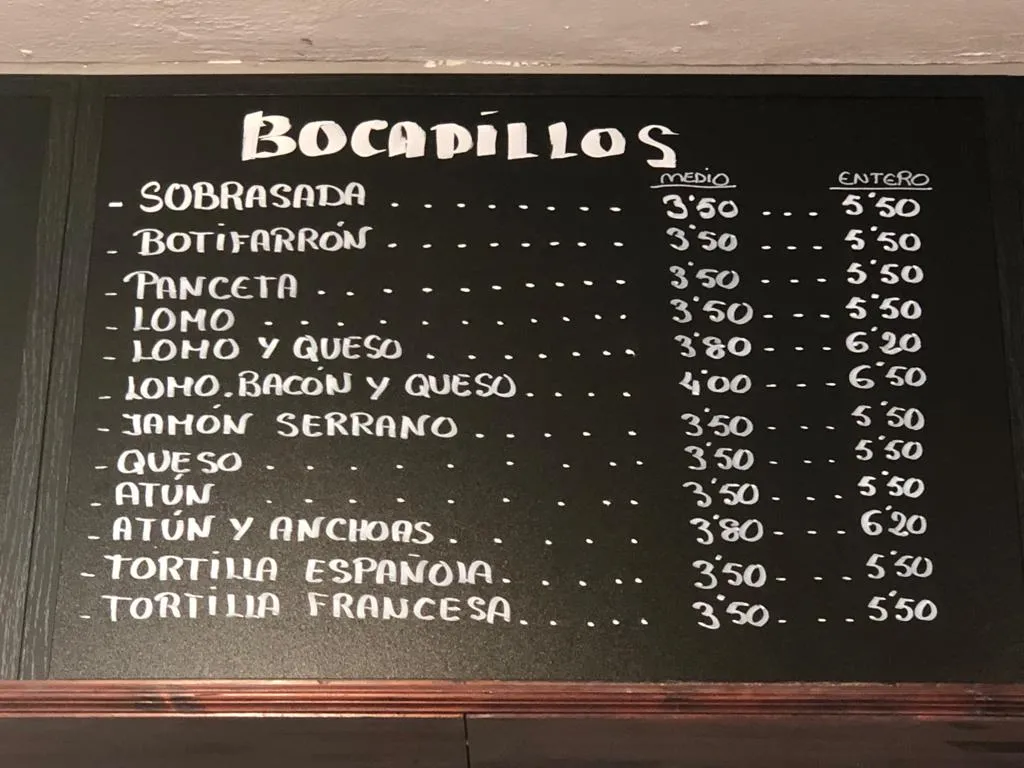 BOCADILLOS
MEDIO ENTERO
- SOBRASADA . . . . . . . . 3'50 . . . 5'50
- BOTIFARRÓN . . . . . . . . 3'50 - - - 5'50
- PANCETA . . . . . . . . . . 3'50 - - - 5'50
- LOMO . . . . . . . . . . . . 3'50 - - - 5'50
- LOMO Y QUESO . . . . . . . 3'80 - - - 6'20
- LOMO. BACÓN Y QUESO . . . . 4'00 - - - 6'50
- JAMÓN SERRANO . . . . . 3'50 - - - 5'50
- QUESO . . . . . . . . . 3'50 - - - 5'50
- ATÚN . . . . . . . . . 3'50 - - - 5'50
- ATÚN Y ANCHOAS . . . . . 3'80 - - - 6'20
- TORTILLA ESPAÑOLA . . . . . 3'50 - - - 5'50
- TORTILLA FRANCESA . . . . . 3'50 - - - 5'50